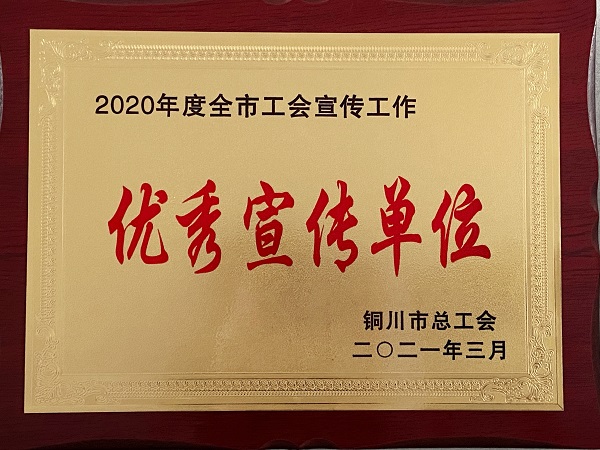 2020年度全市工会宣传工作
优秀宣传单位
铜川市总工会
二〇二一年三月